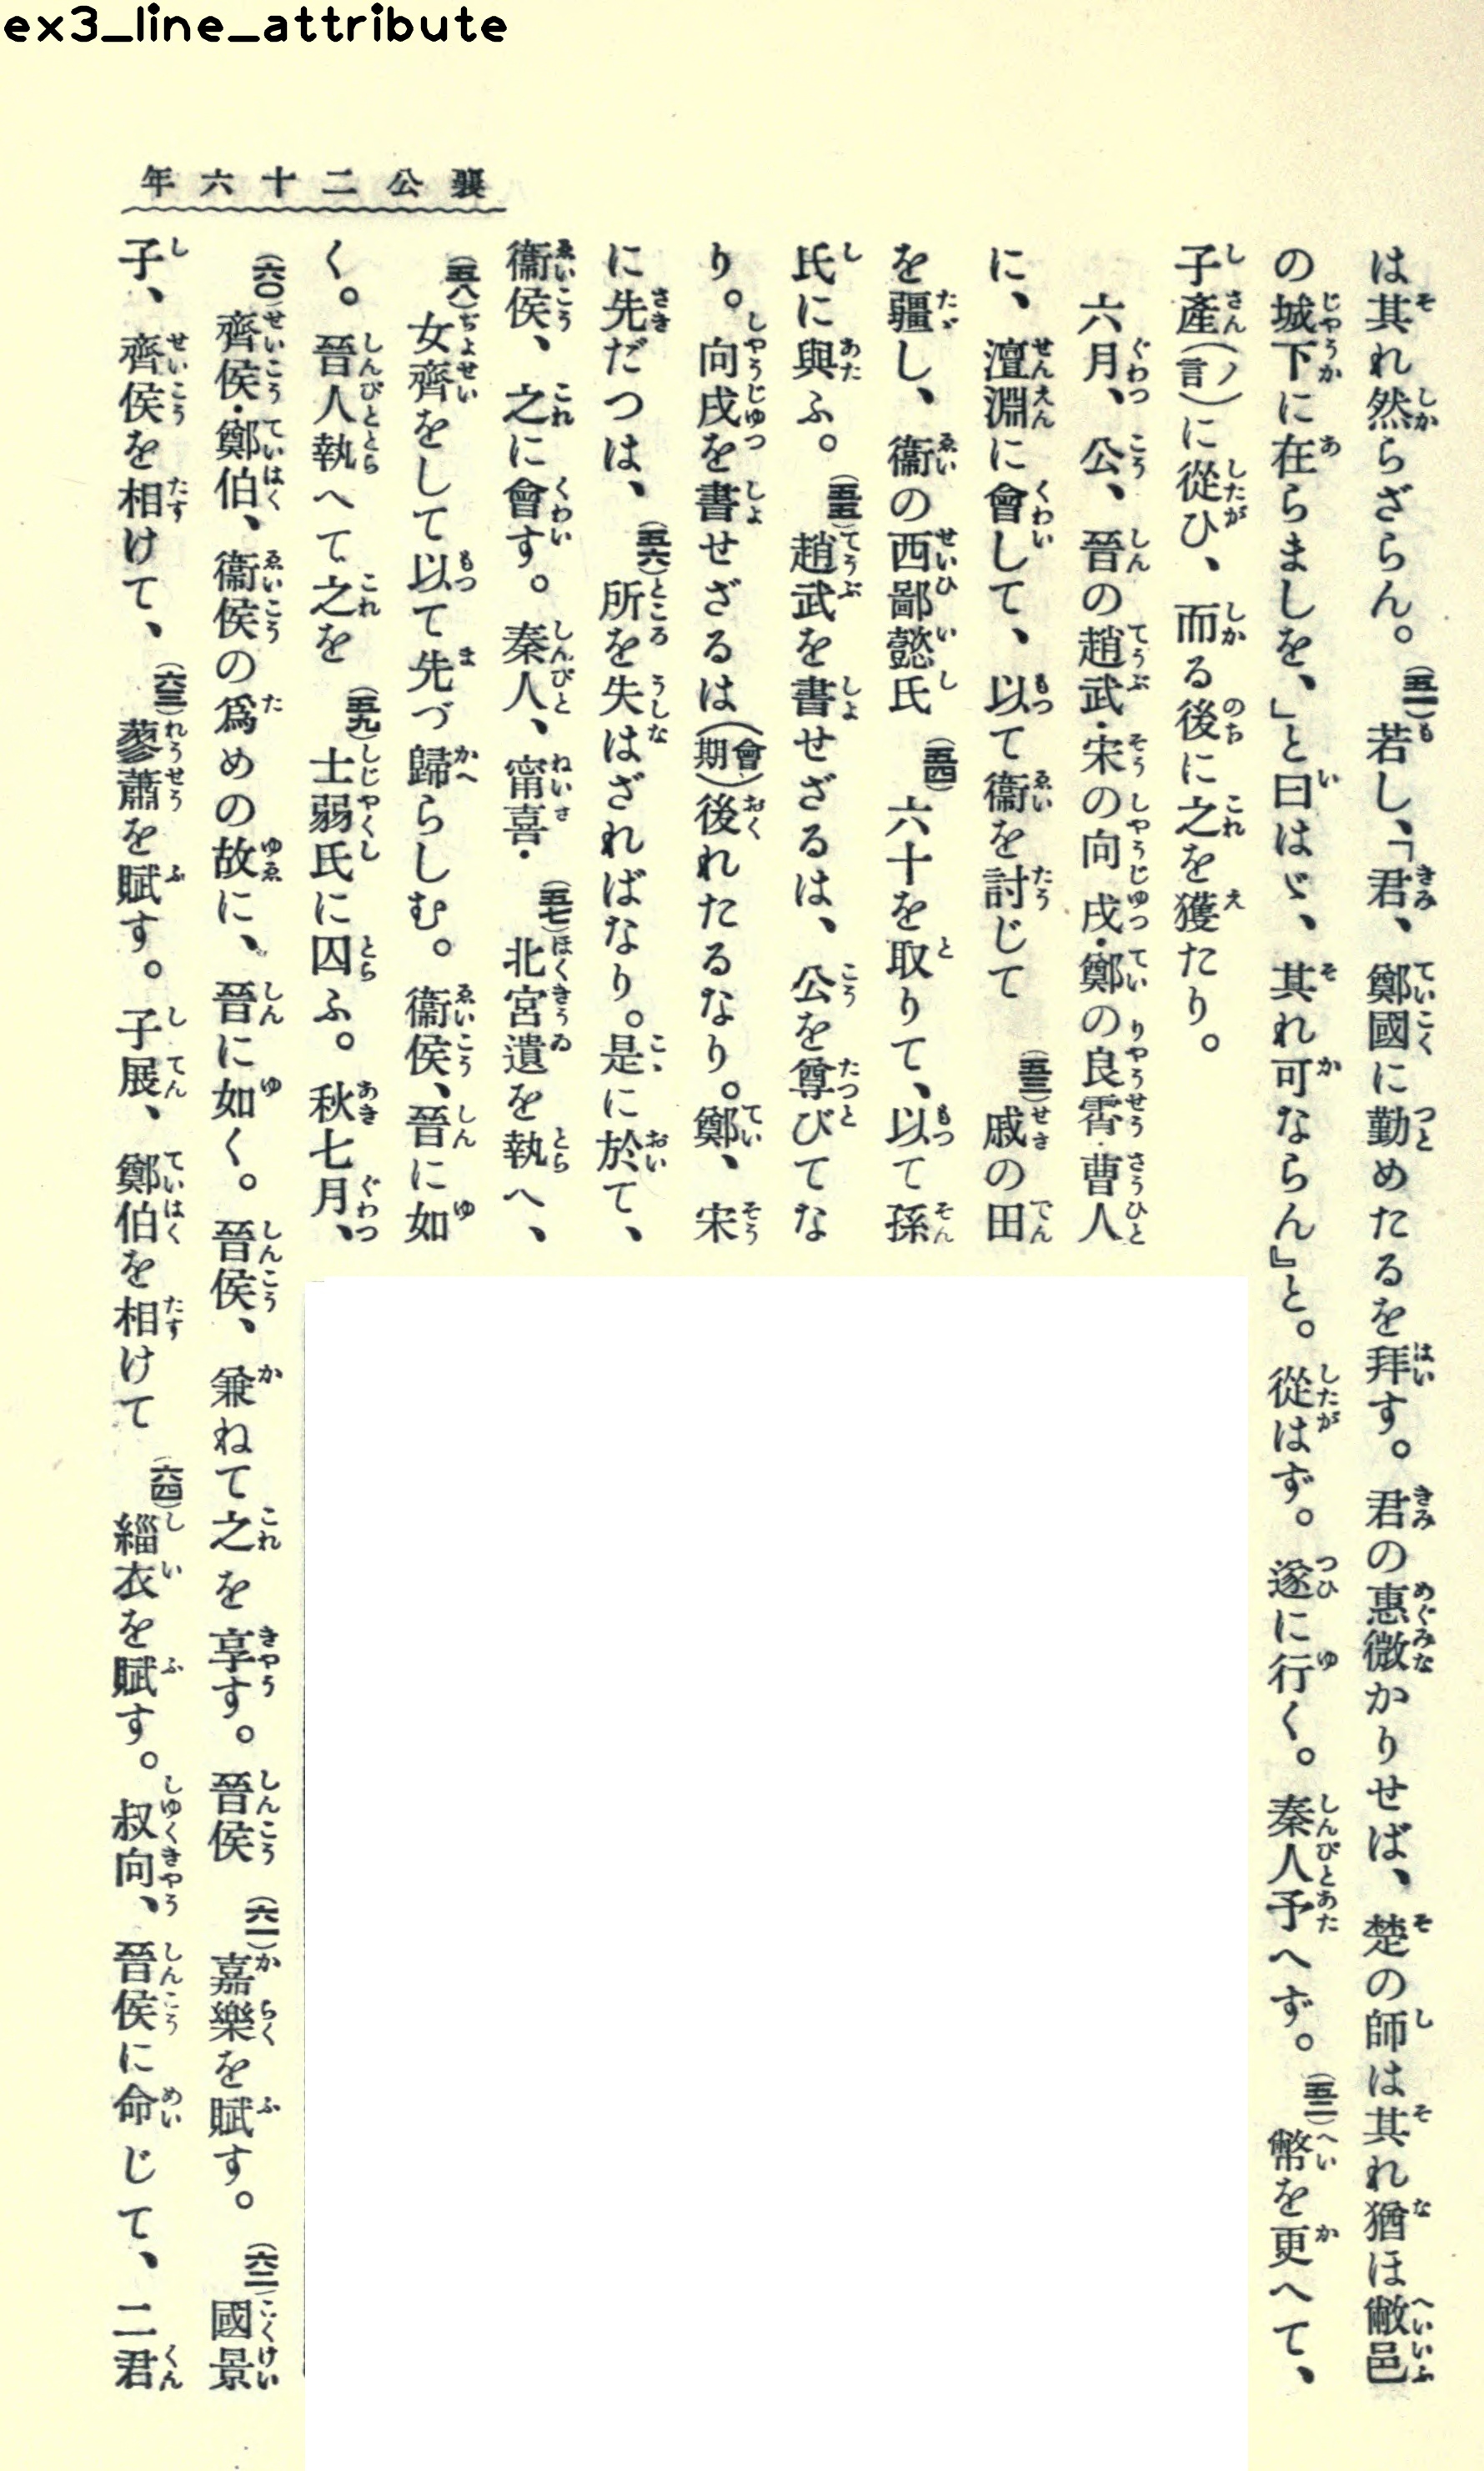 ex3_line_attribute
襄公二十六年
は其れ然らざらん。(五一)若し、「君、鄭國に勤めたるを拜す。君の惠微かりせば、楚の師は其れ猶ほ敝邑
の城下に在らましを、」と曰はゞ、其れ可ならん』と。從はず。遂に行く。秦人予へず。(五二)幣を更へて、
子產(ノ言)に從ひ、而る後に之を獲たり。
六月、公、晉の趙武・宋の向戌・鄭の良霄・曹人
に、澶淵に會して、以て衞を討じて(五三)戚の田
を疆し、衞の西鄙懿氏(五四)六十を取りて、以て孫
氏に與ふ。(五五)趙武を書せざるは、公を尊びてな
り。向戌を書せざるは(會期)後れたるなり。鄭、宋
に先だつは、(五六)所を失はざればなり。是に於て、
衞侯、之に會す。秦人、甯喜・(五七)北宮遺を執へ、
(五八)女齊をして以て先づ歸らしむ。衞侯、晉に如
く。晉人執へて之を(五九)士弱氏に囚ふ。秋七月、
(六〇)齊侯・鄭伯、衞侯の爲めの故に、晉に如く。晉侯、兼ねて之を享す。晉侯(六一)嘉樂を賦す。(六二)國景
子、齊侯を相けて、(六三)蓼蕭を賦す。子展、鄭伯を相けて(六四)緇衣を賦す。叔向、晉侯に命じて、二君